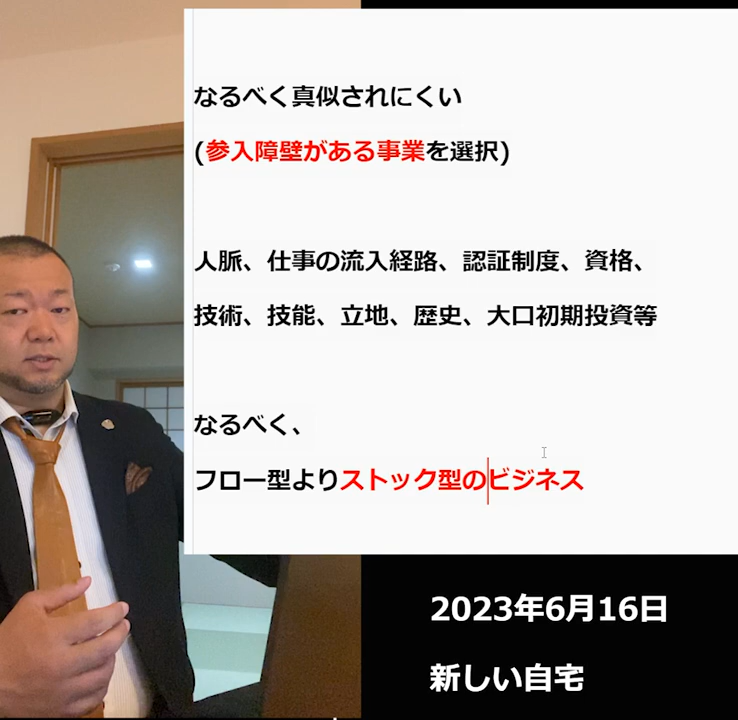 なるべく真似されにくい
(参入障壁がある事業を選択)
人脈、仕事の流入経路、認証制度、資格、
技術、技能、立地、歴史、大口初期投資等
なるべく、
フロー型よりストック型のビジネス
2023年6月16日
新しい自宅